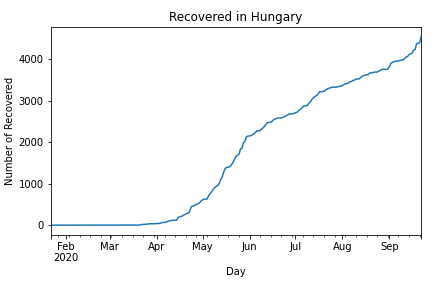 Recovered in Hungary
Number of Recovered
4000
3000
2000
1000
0
Feb Mar Apr May Jun Jul Aug Sep
2020
Day